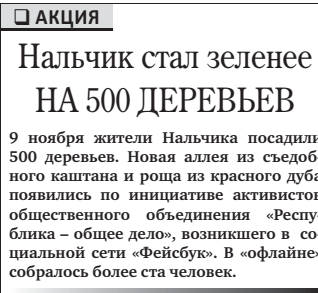 ❑ АКЦИЯ
Нальчик стал зеленее
НА 500 ДЕРЕВЬЕВ
9 ноября жители Нальчика посадили
500 деревьев. Новая аллея из съедоб-
ного каштана и роща из красного дуба
появились по инициативе активистов
общественного объединения «Респу-
блика – общее дело», возникшего в со-
циальной сети «Фейсбук». В «офлайне»
собралось более ста человек.